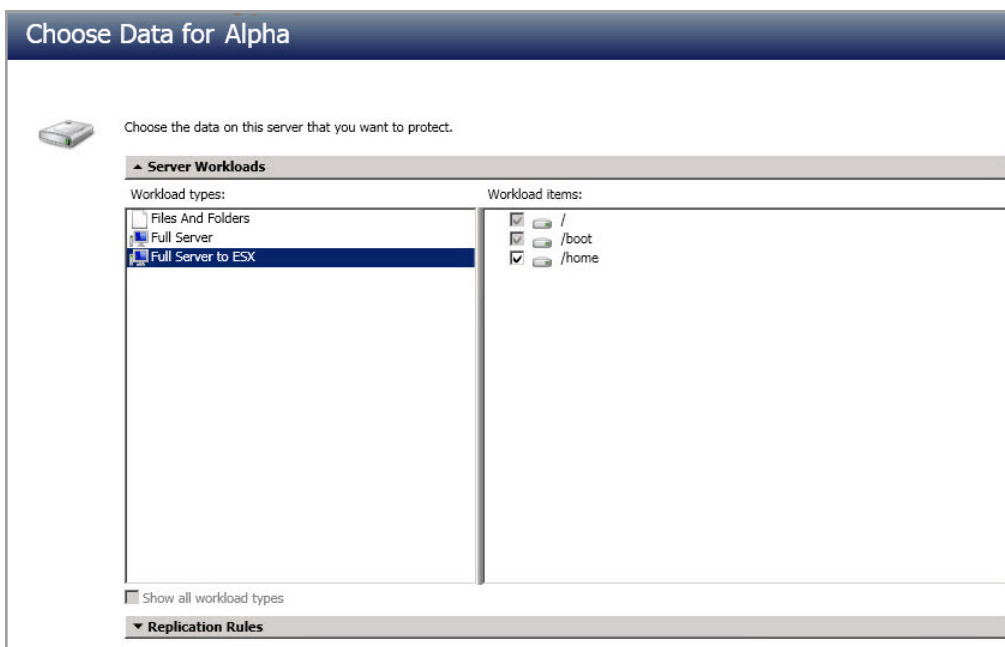 Choose Data for Alpha
Choose the data on this server that you want to protect.
Server Workloads
Workload types:
Workload items:
Files And Folders
Full Server
Full Server to ESX
/
/boot
/home
Show all workload types
Replication Rules